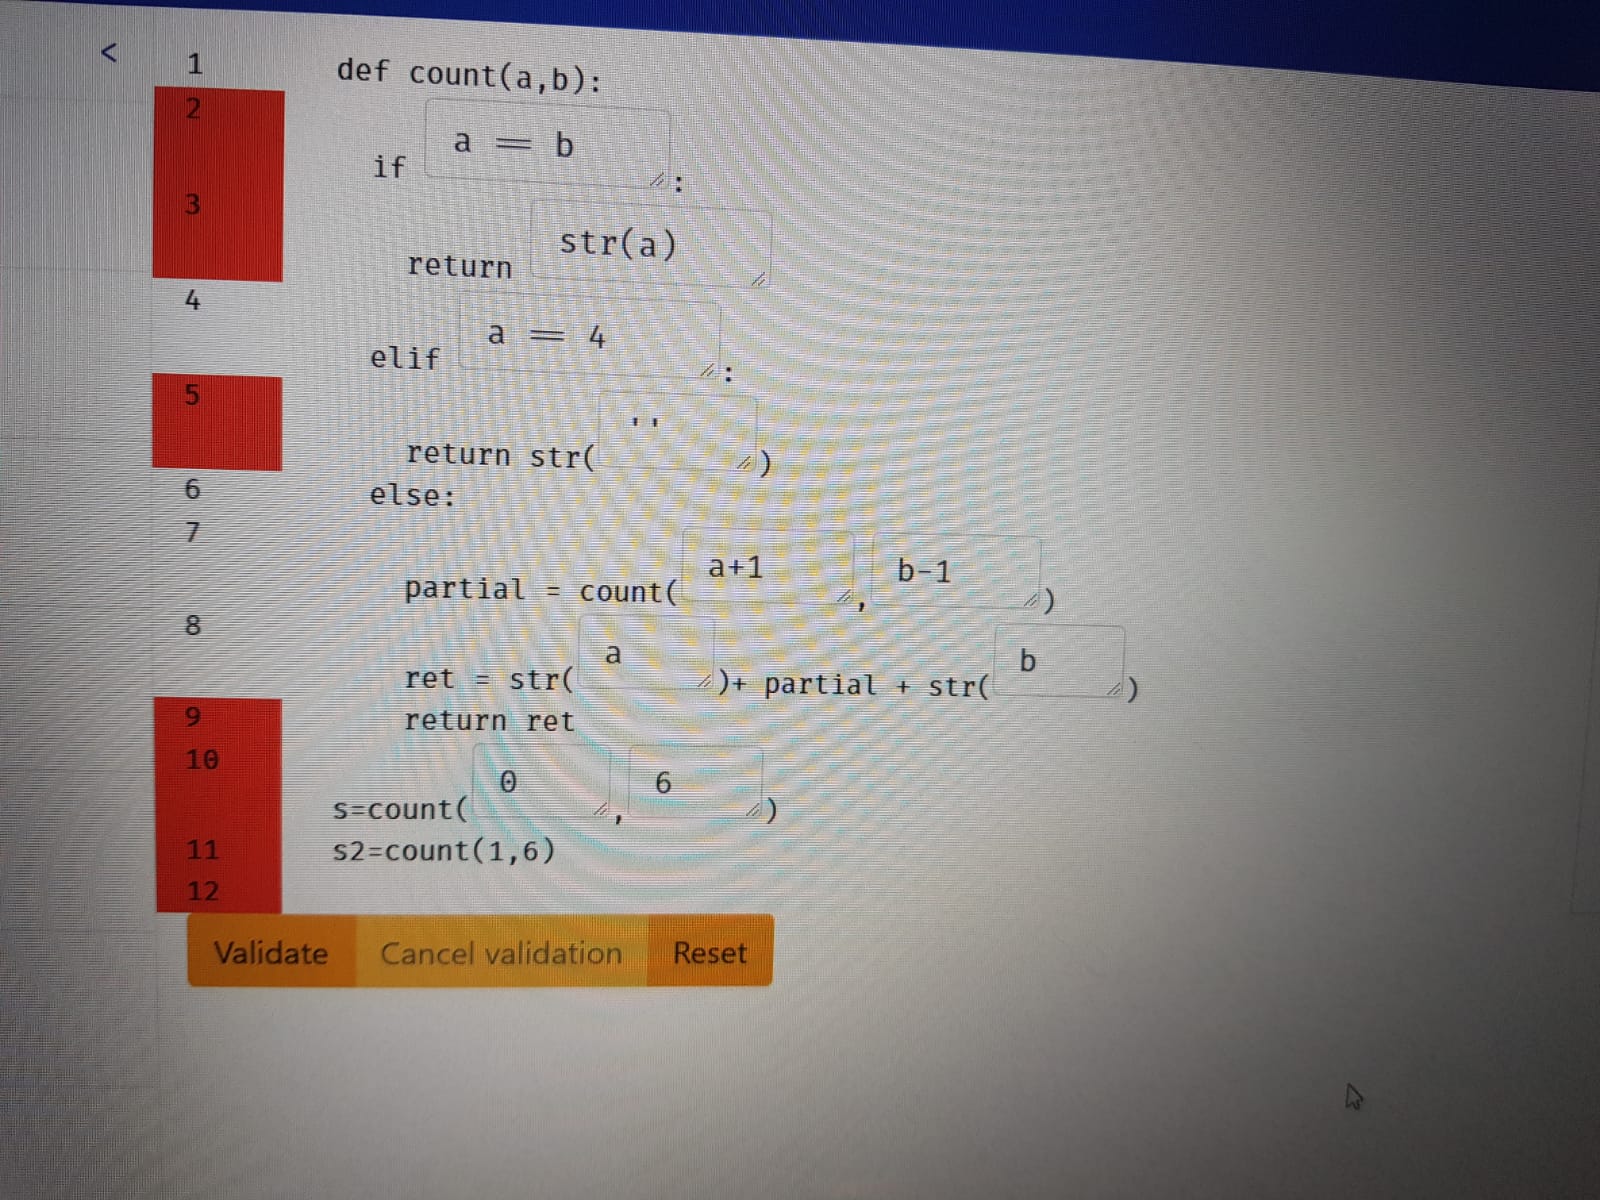 <
1 def count(a,b):
2 if a == b :
3 return str(a)
4 elif a == 4 :
5 return str( '' )
6 else:
7 partial = count( a+1 , b-1 )
8 ret = str( a )+ partial + str( b )
9 return ret
10 s=count( 0 , 6 )
11 s2=count(1,6)
12
Validate Cancel validation Reset